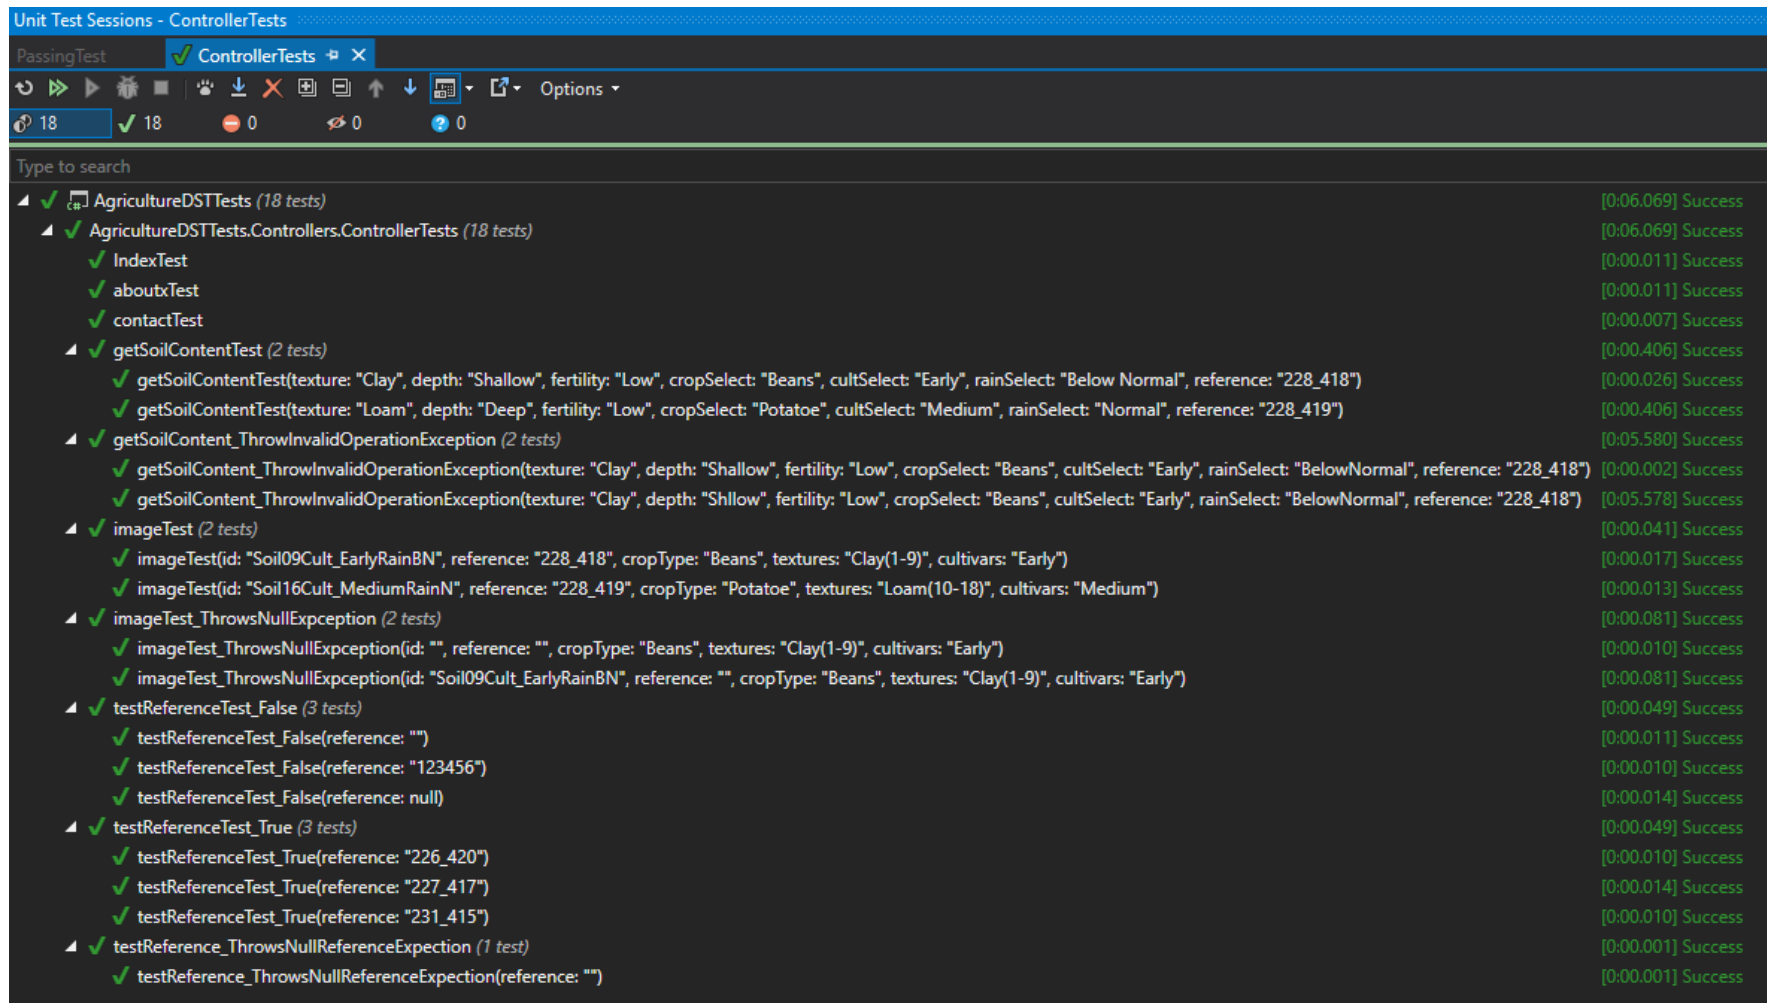 Unit Test Sessions - ControllerTests
PassingTest ControllerTests
Options
18 18 0 0 0
Type to search
AgricultureDSTTests (18 tests) [0:06.069] Success
AgricultureDSTTests.Controllers.ControllerTests (18 tests) [0:06.069] Success
IndexTest [0:00.011] Success
aboutxTest [0:00.011] Success
contactTest [0:00.007] Success
getSoilContentTest (2 tests) [0:00.406] Success
getSoilContentTest(texture: "Clay", depth: "Shallow", fertility: "Low", cropSelect: "Beans", cultSelect: "Early", rainSelect: "Below Normal", reference: "228_418") [0:00.026] Success
getSoilContentTest(texture: "Loam", depth: "Deep", fertility: "Low", cropSelect: "Potatoe", cultSelect: "Medium", rainSelect: "Normal", reference: "228_419") [0:00.406] Success
getSoilContent_ThrowInvalidOperationException (2 tests) [0:05.580] Success
getSoilContent_ThrowInvalidOperationException(texture: "Clay", depth: "Shallow", fertility: "Low", cropSelect: "Beans", cultSelect: "Early", rainSelect: "BelowNormal", reference: "228_418") [0:00.002] Success
getSoilContent_ThrowInvalidOperationException(texture: "Clay", depth: "Shllow", fertility: "Low", cropSelect: "Beans", cultSelect: "Early", rainSelect: "BelowNormal", reference: "228_418") [0:05.578] Success
imageTest (2 tests) [0:00.041] Success
imageTest(id: "Soil09Cult_EarlyRainBN", reference: "228_418", cropType: "Beans", textures: "Clay(1-9)", cultivars: "Early") [0:00.017] Success
imageTest(id: "Soil16Cult_MediumRainN", reference: "228_419", cropType: "Potatoe", textures: "Loam(10-18)", cultivars: "Medium") [0:00.013] Success
imageTest_ThrowsNullExpception (2 tests) [0:00.081] Success
imageTest_ThrowsNullExpception(id: "", reference: "", cropType: "Beans", textures: "Clay(1-9)", cultivars: "Early") [0:00.010] Success
imageTest_ThrowsNullExpception(id: "Soil09Cult_EarlyRainBN", reference: "", cropType: "Beans", textures: "Clay(1-9)", cultivars: "Early") [0:00.081] Success
testReferenceTest_False (3 tests) [0:00.049] Success
testReferenceTest_False(reference: "") [0:00.011] Success
testReferenceTest_False(reference: "123456") [0:00.010] Success
testReferenceTest_False(reference: null) [0:00.014] Success
testReferenceTest_True (3 tests) [0:00.049] Success
testReferenceTest_True(reference: "226_420") [0:00.010] Success
testReferenceTest_True(reference: "227_417") [0:00.014] Success
testReferenceTest_True(reference: "231_415") [0:00.010] Success
testReference_ThrowsNullReferenceExpection (1 test) [0:00.001] Success
testReference_ThrowsNullReferenceExpection(reference: "") [0:00.001] Success